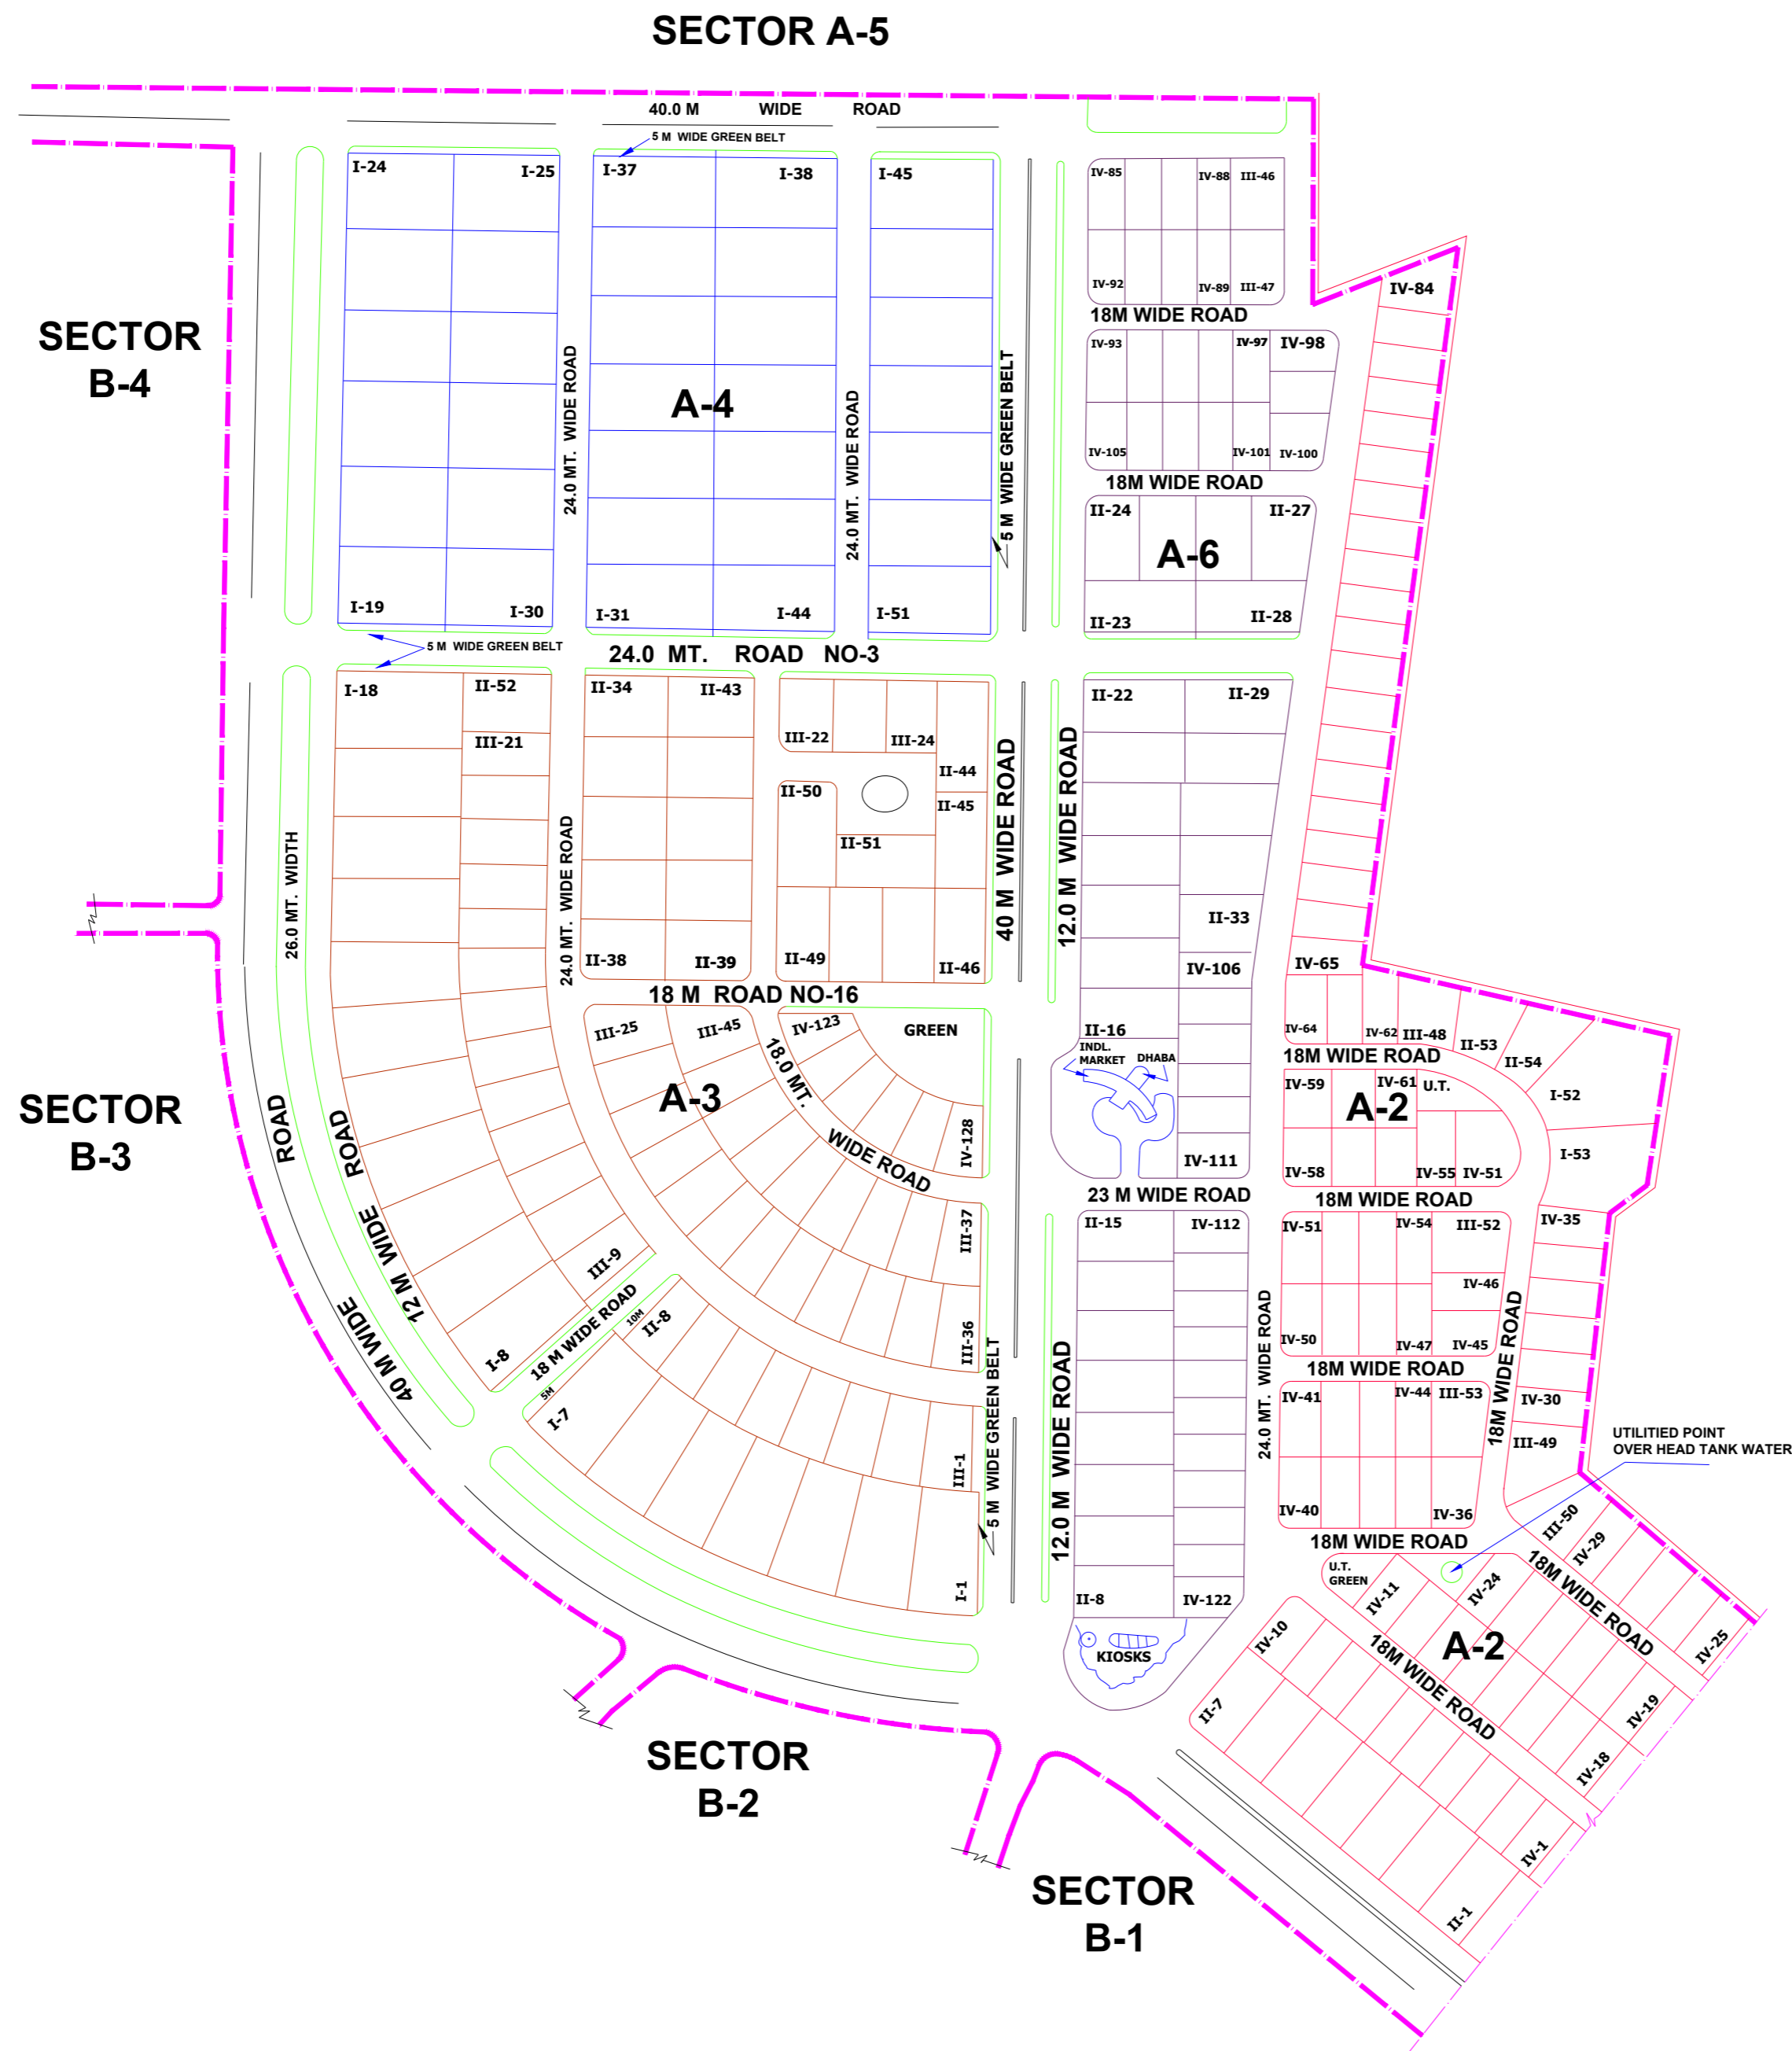 SECTOR A-5
40.0 M WIDE ROAD
5 M WIDE GREEN BELT
I-24
I-25
I-37
I-38
I-45
IV-85
IV-88
III-46
IV-92
IV-89
III-47
18M WIDE ROAD
IV-84
SECTOR
B-4
IV-93
IV-97
IV-98
24.0 MT. WIDE ROAD
A-4
24.0 MT. WIDE ROAD
5 M WIDE GREEN BELT
IV-105
IV-101
IV-100
18M WIDE ROAD
II-24
II-27
A-6
I-19
I-30
I-31
I-44
I-51
II-23
II-28
5 M WIDE GREEN BELT
24.0 MT. ROAD NO-3
I-18
II-52
II-34
II-43
II-22
II-29
III-21
III-22
III-24
II-44
II-50
II-45
II-51
40 M WIDE ROAD
12.0 M WIDE ROAD
26.0 MT. WIDTH
24.0 MT. WIDE ROAD
II-33
II-38
II-39
II-49
II-46
IV-106
IV-65
18 M ROAD NO-16
III-25
III-45
IV-123
GREEN
II-16
IV-64
IV-62
III-48
II-53
II-54
INDL.
MARKET
DHABA
18M WIDE ROAD
18.0 MT.
WIDE ROAD
A-3
IV-59
IV-61
U.T.
I-52
A-2
SECTOR
B-3
ROAD
ROAD
12 M WIDE
40 M WIDE
IV-128
IV-111
IV-58
IV-55
IV-51
I-53
23 M WIDE ROAD
18M WIDE ROAD
II-15
IV-112
IV-51
IV-54
III-52
IV-35
III-37
III-9
IV-46
18 M WIDE ROAD
10M
II-8
III-36
I-8
5M
I-7
5 M WIDE GREEN BELT
12.0 M WIDE ROAD
24.0 MT. WIDE ROAD
IV-50
IV-47
IV-45
18M WIDE ROAD
18M WIDE ROAD
IV-41
IV-44
III-53
IV-30
III-49
UTILITIED POINT
OVER HEAD TANK WATER
III-1
IV-40
IV-36
III-50
IV-29
18M WIDE ROAD
18M WIDE ROAD
U.T.
GREEN
IV-11
IV-24
I-1
II-8
IV-122
IV-10
IV-25
A-2
KIOSKS
18M WIDE ROAD
II-7
IV-19
IV-18
SECTOR
B-2
IV-1
II-1
SECTOR
B-1